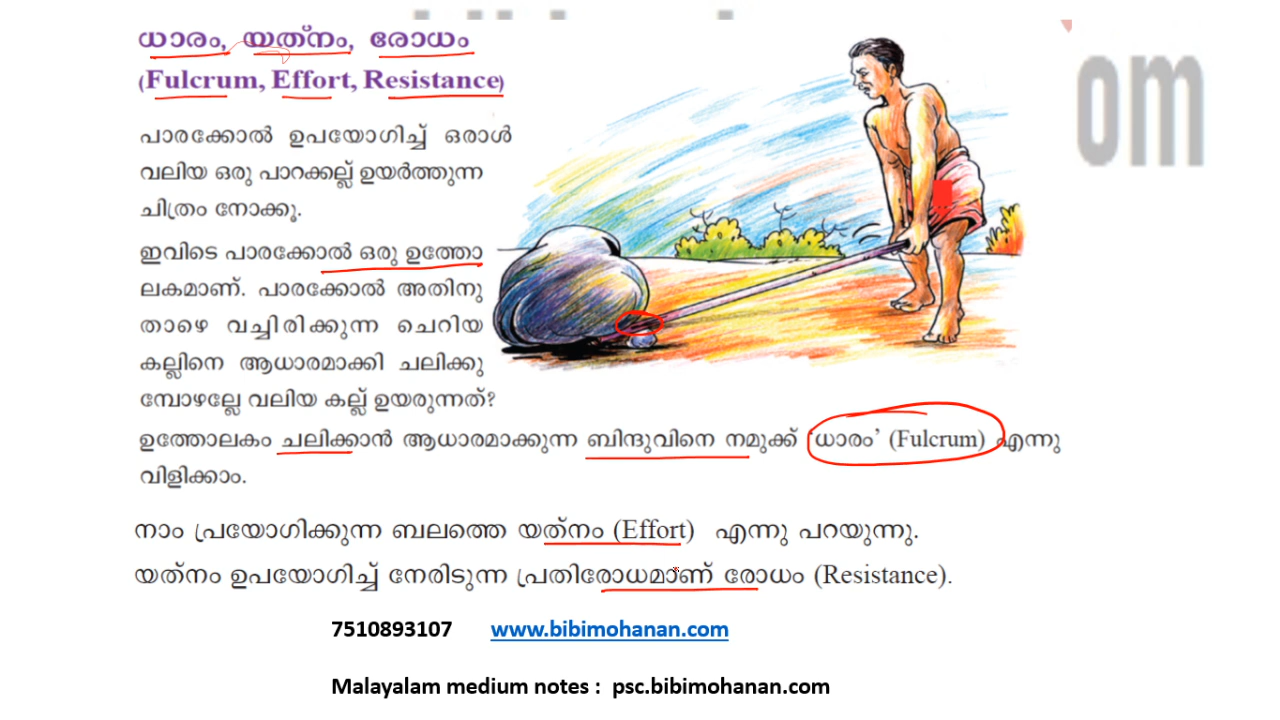 ധാരം, യത്നം, രോധം
(Fulcrum, Effort, Resistance)
പാരക്കോൽ ഉപയോഗിച്ച് ഒരാൾ
വലിയ ഒരു പാറക്കല്ല് ഉയർത്തുന്ന
ചിത്രം നോക്കൂ.
ഇവിടെ പാരക്കോൽ ഒരു ഉത്തോ
ലകമാണ്. പാരക്കോൽ അതിനു
താഴെ വച്ചിരിക്കുന്ന ചെറിയ
കല്ലിനെ ആധാരമാക്കി ചലിക്കു
മ്പോഴല്ലേ വലിയ കല്ല് ഉയരുന്നത്?
ഉത്തോലകം ചലിക്കാൻ ആധാരമാക്കുന്ന ബിന്ദുവിനെ നമുക്ക് ‘ധാരം’ (Fulcrum) എന്നു
വിളിക്കാം.
നാം പ്രയോഗിക്കുന്ന ബലത്തെ യത്നം (Effort) എന്നു പറയുന്നു.
യത്നം ഉപയോഗിച്ച് നേരിടുന്ന പ്രതിരോധമാണ് രോധം (Resistance).
7510893107 www.bibimohanan.com
Malayalam medium notes : psc.bibimohanan.com
om